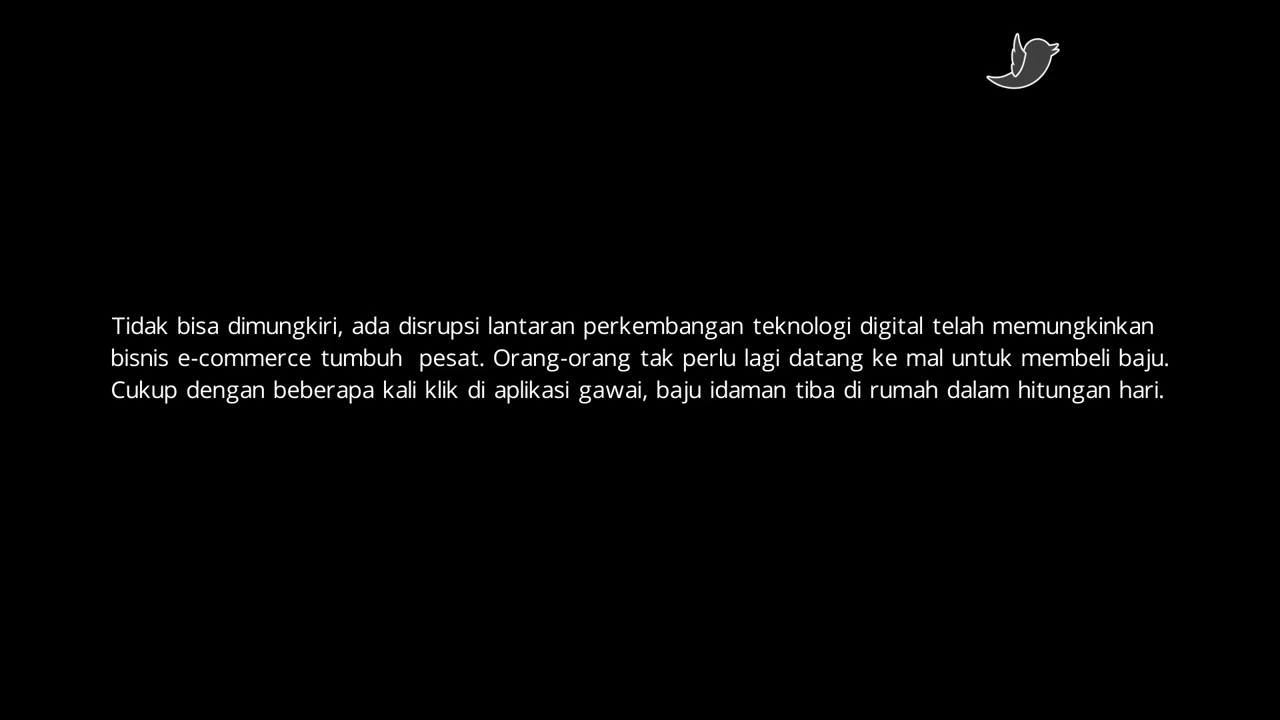 Tidak bisa dimungkiri, ada disrupsi lantaran perkembangan teknologi digital telah memungkinkan
bisnis e-commerce tumbuh  pesat. Orang-orang tak perlu lagi datang ke mal untuk membeli baju.
Cukup dengan beberapa kali klik di aplikasi gawai, baju idaman tiba di rumah dalam hitungan hari.